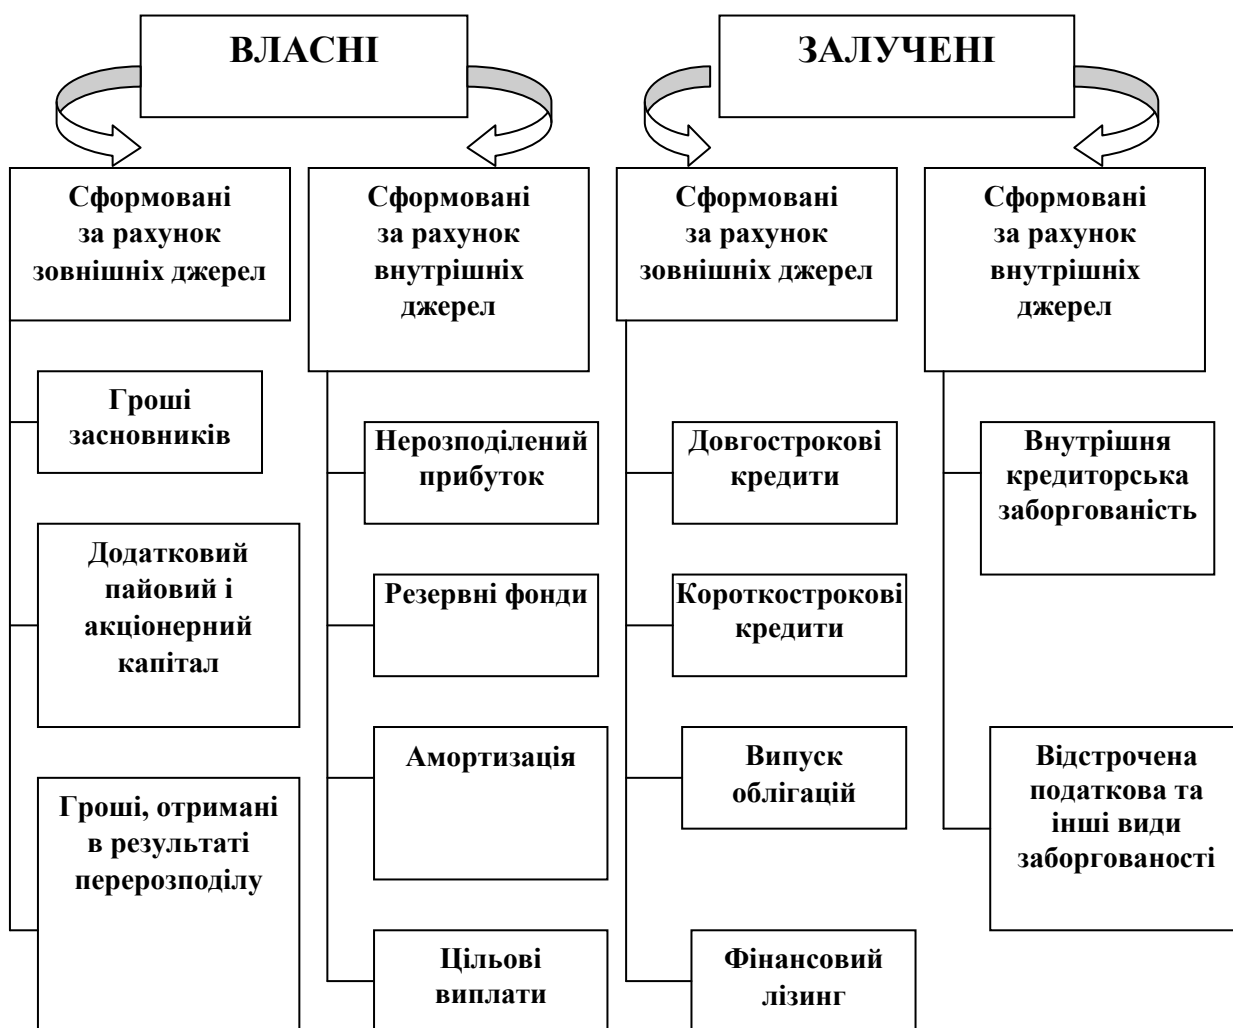 ВЛАСНІ
ЗАЛУЧЕНІ
Сформовані
за рахунок
зовнішніх джерел
Сформовані
за рахунок
внутрішніх
джерел
Сформовані
за рахунок
зовнішніх джерел
Сформовані
за рахунок
внутрішніх
джерел
Гроші
засновників
Додатковий
пайовий і
акціонерний
капітал
Гроші, отримані
в результаті
перерозподілу
Нерозподілений
прибуток
Резервні фонди
Амортизація
Цільові
виплати
Довгострокові
кредити
Короткострокові
кредити
Випуск
облігацій
Фінансовий
лізинг
Внутрішня
кредиторська
заборгованість
Відстрочена
податкова та
інші види
заборгованості